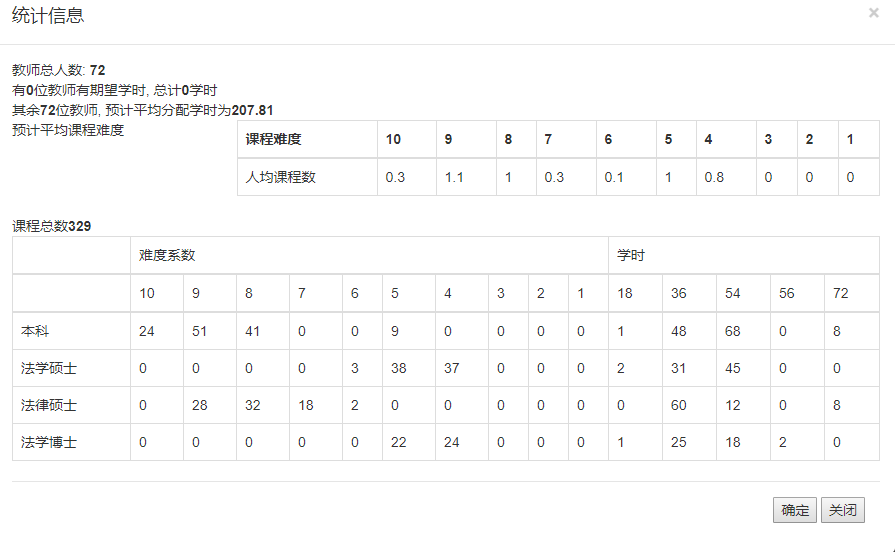 统计信息 ×
教师总人数: 72
有0位教师有期望学时, 总计0学时
其余72位教师, 预计平均分配学时为207.81
预计平均课程难度
课程难度 10 9 8 7 6 5 4 3 2 1
人均课程数 0.3 1.1 1 0.3 0.1 1 0.8 0 0 0
课程总数329
难度系数 学时
10 9 8 7 6 5 4 3 2 1 18 36 54 56 72
本科 24 51 41 0 0 9 0 0 0 0 1 48 68 0 8
法学硕士 0 0 0 0 3 38 37 0 0 0 2 31 45 0 0
法律硕士 0 28 32 18 2 0 0 0 0 0 0 60 12 0 8
法学博士 0 0 0 0 0 22 24 0 0 0 1 25 18 2 0
确定 关闭